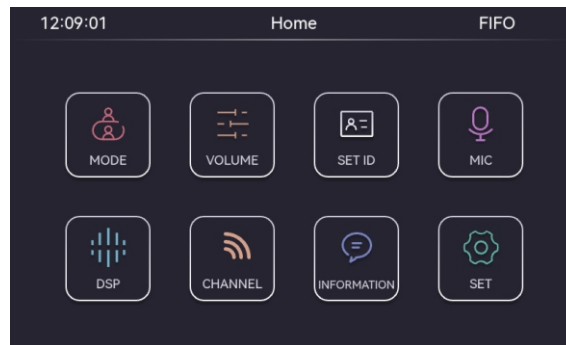 12:09:01 Home FIFO
MODE VOLUME SET ID MIC
DSP CHANNEL INFORMATION SET